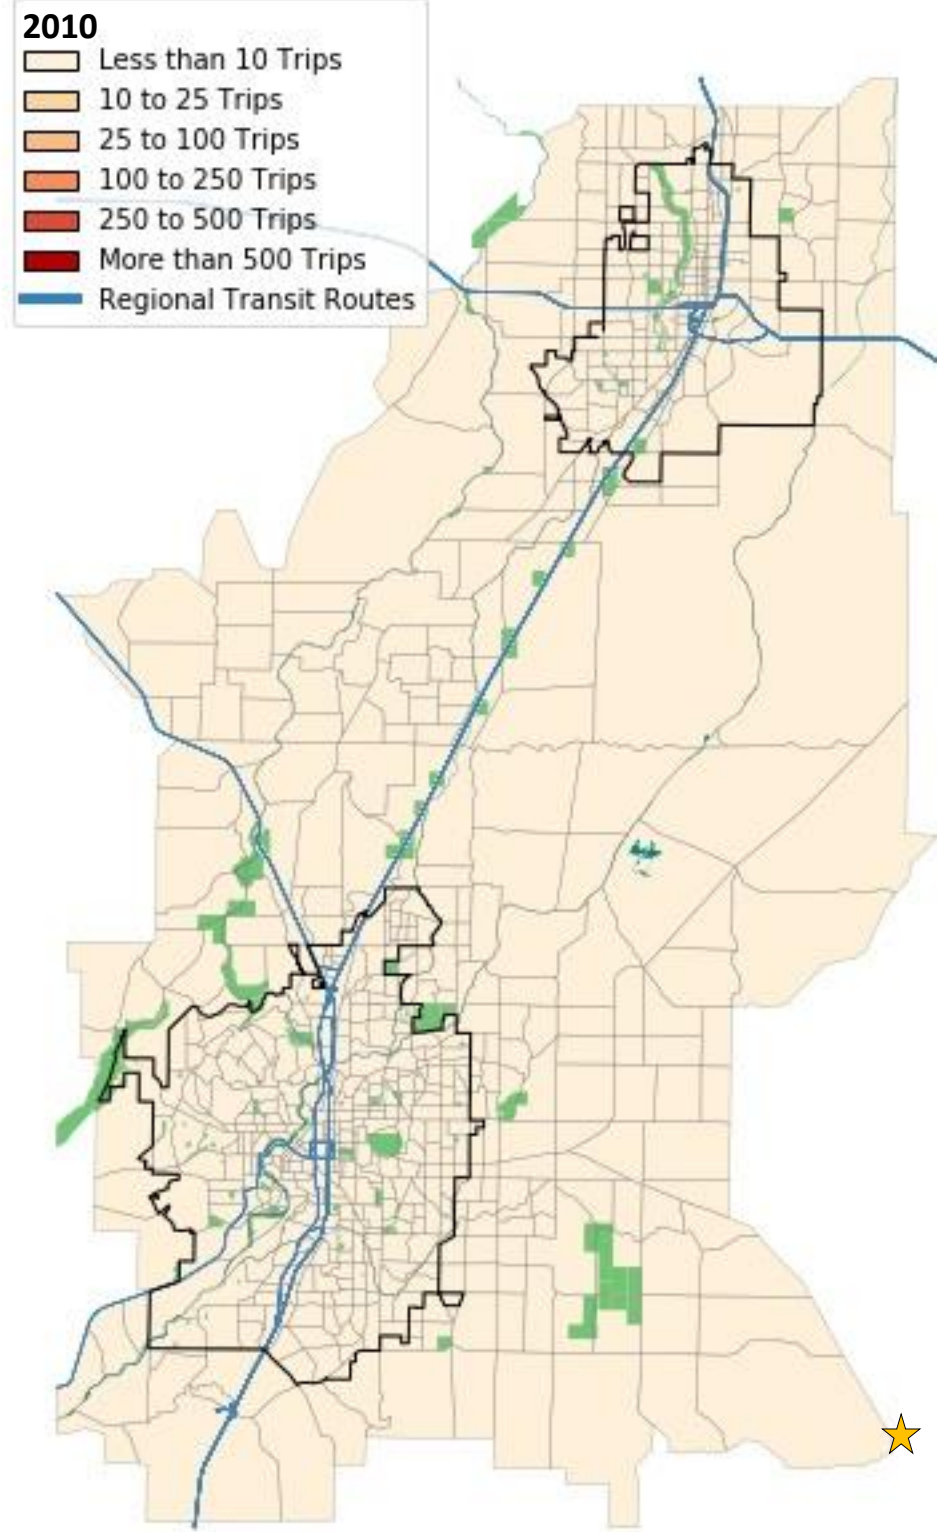 2010
Less than 10 Trips
10 to 25 Trips
25 to 100 Trips
100 to 250 Trips
250 to 500 Trips
More than 500 Trips
Regional Transit Routes